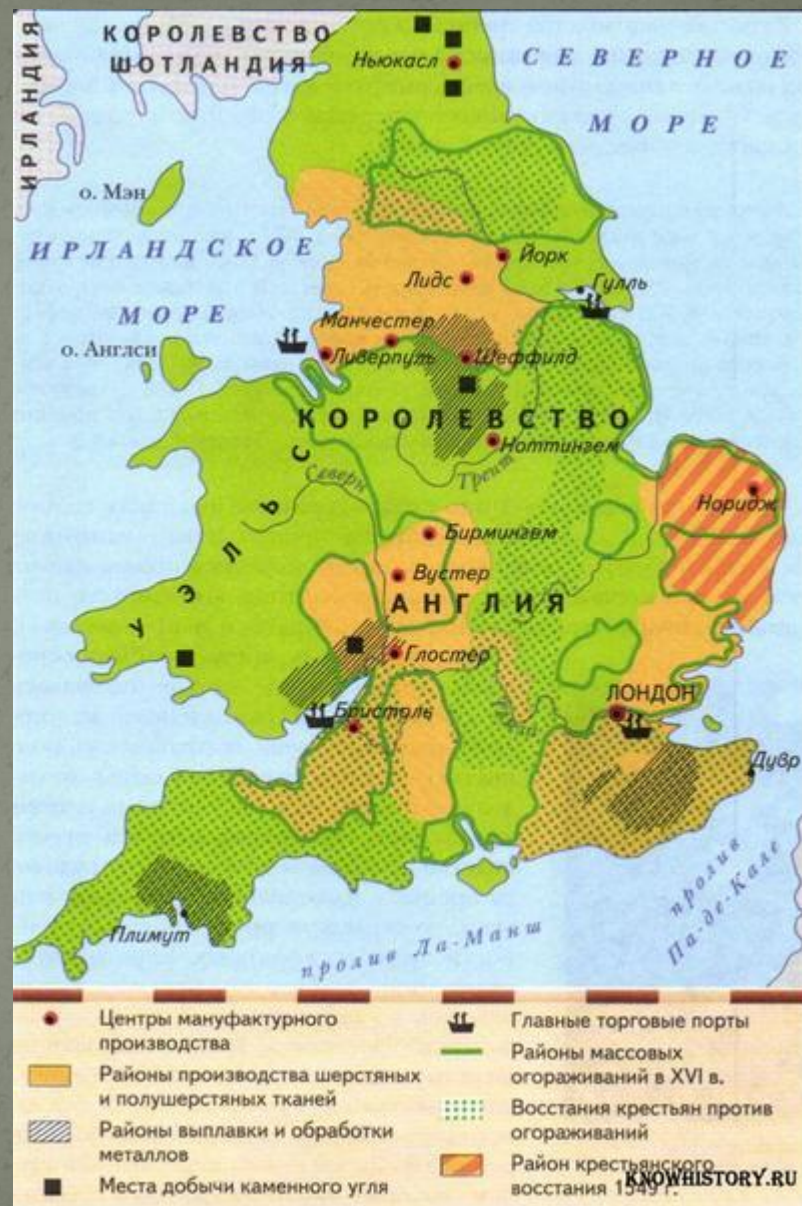 КОРОЛЕВСТВО
ШОТЛАНДИЯ
ИРЛАНДИЯ
Ньюкасл
СЕВЕРНОЕ
МОРЕ
о. Мэн
ИРЛАНДСКОЕ
МОРЕ
Йорк
Лидс
Гулль
Манчестер
о. Англси
Ливерпуль
Шеффилд
КОРОЛЕВСТВО
Ноттингем
Северн
Трент
Норидж
УЭЛЬС
Бирмингем
Вустер
АНГЛИЯ
Глостер
ЛОНДОН
Бристоль
Дувр
пролив
Па-де-Кале
Плимут
пролив Ла-Манш
Центры мануфактурного
производства
Районы производства шерстяных
и полушерстяных тканей
Районы выплавки и обработки
металлов
Места добычи каменного угля
Главные торговые порты
Районы массовых
огораживаний в XVI в.
Восстания крестьян против
огораживаний
Район крестьянского
восстания 1549 г.
KNOWHISTORY.RU